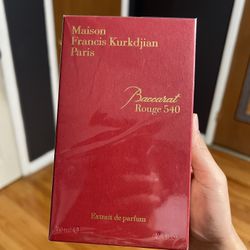 Maison
Francis Kurkdjian
Paris
Baccarat
Rouge 540
Extrait de parfum